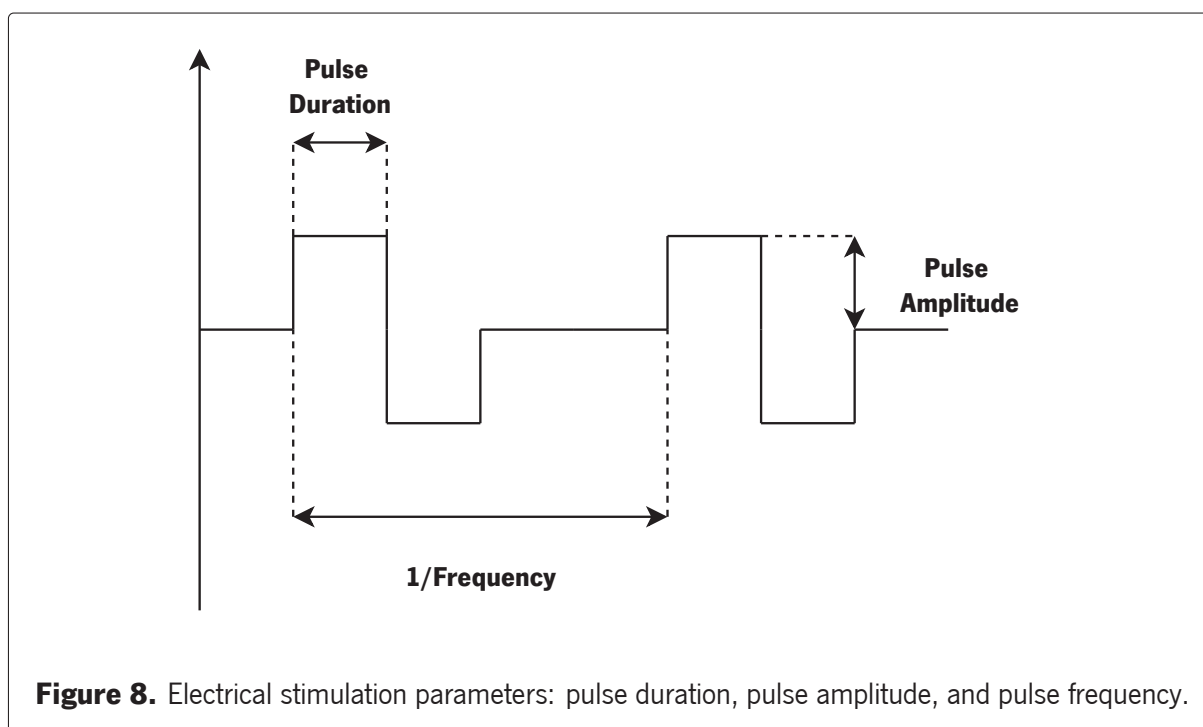 Pulse
Duration
Pulse
Amplitude
1/Frequency
Figure 8. Electrical stimulation parameters: pulse duration, pulse amplitude, and pulse frequency.